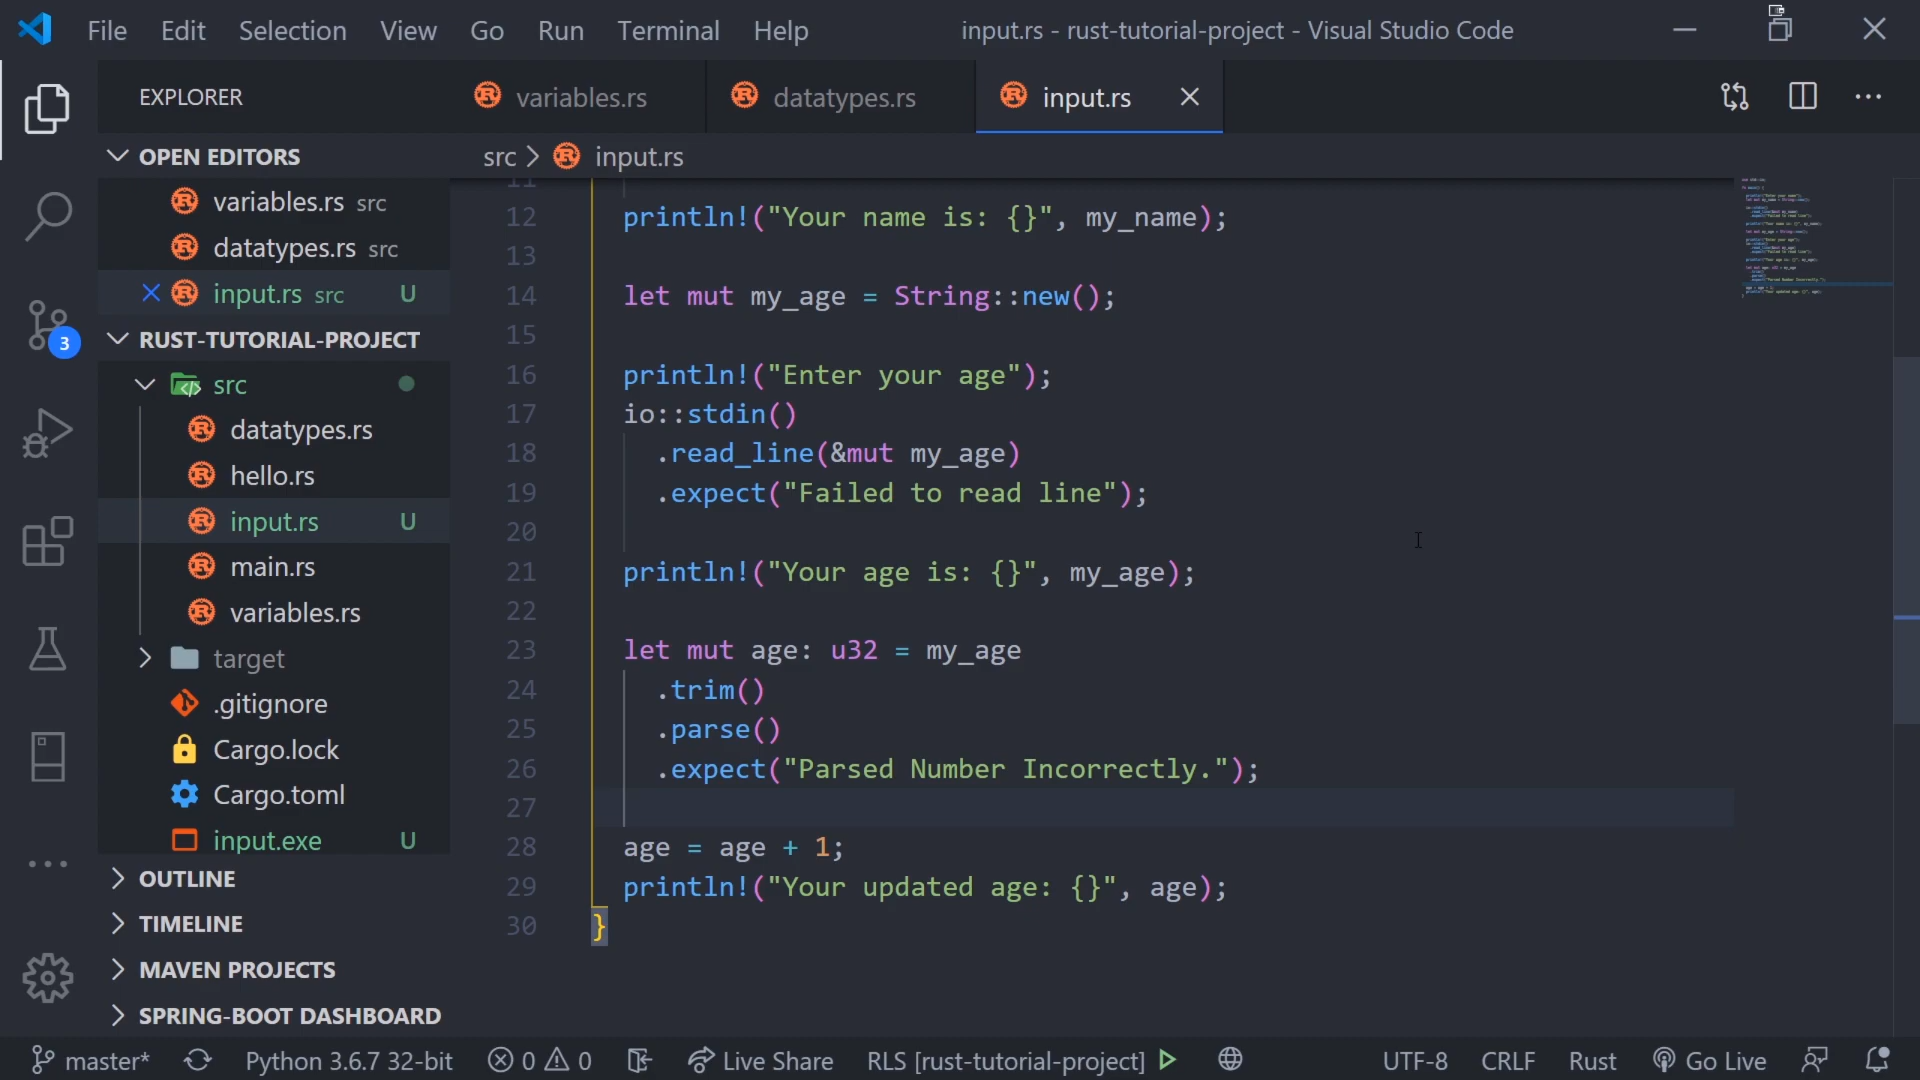 File Edit Selection View Go Run Terminal Help input.rs - rust-tutorial-project - Visual Studio Code
EXPLORER
variables.rs datatypes.rs input.rs
OPEN EDITORS
variables.rs src
datatypes.rs src
input.rs src U
RUST-TUTORIAL-PROJECT
src
datatypes.rs
hello.rs
input.rs U
main.rs
variables.rs
target
.gitignore
Cargo.lock
Cargo.toml
input.exe U
OUTLINE
TIMELINE
MAVEN PROJECTS
SPRING-BOOT DASHBOARD
3
src > input.rs
11
12 println!("Your name is: {}", my_name);
13
14 let mut my_age = String::new();
15
16 println!("Enter your age");
17 io::stdin()
18 .read_line(&mut my_age)
19 .expect("Failed to read line");
20
21 println!("Your age is: {}", my_age);
22
23 let mut age: u32 = my_age
24 .trim()
25 .parse()
26 .expect("Parsed Number Incorrectly.");
27
28 age = age + 1;
29 println!("Your updated age: {}", age);
30 }
master* Python 3.6.7 32-bit 0 0 Live Share RLS [rust-tutorial-project] UTF-8 CRLF Rust Go Live